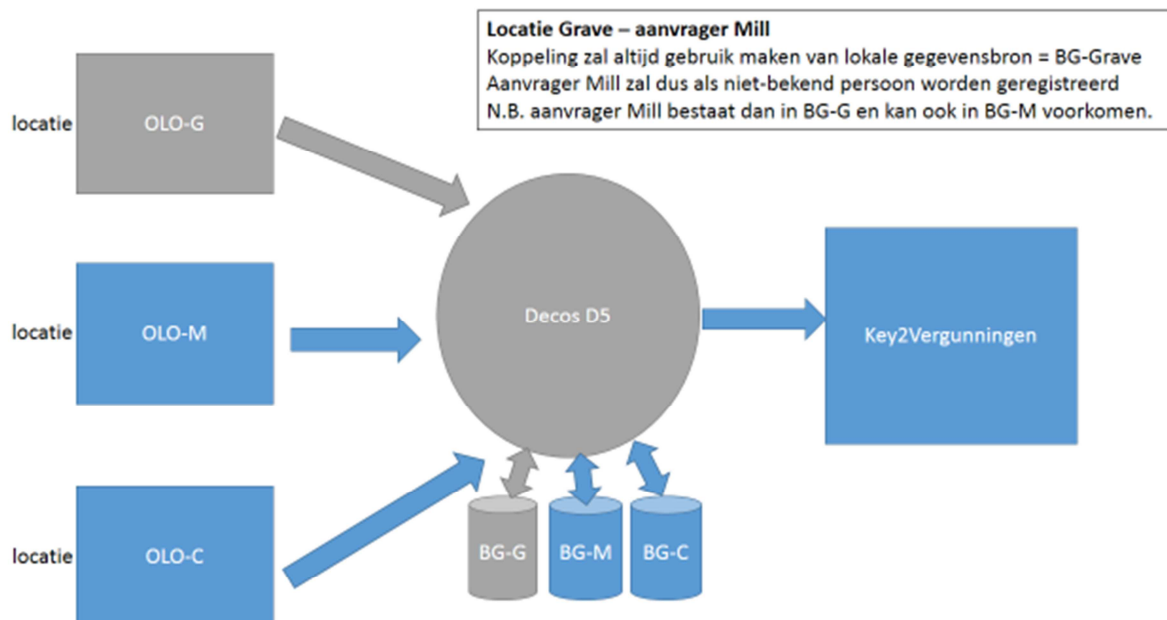 Locatie Grave – aanvrager Mill
Koppeling zal altijd gebruik maken van lokale gegevensbron = BG-Grave
Aanvrager Mill zal dus als niet-bekend persoon worden geregistreerd
N.B. aanvrager Mill bestaat dan in BG-G en kan ook in BG-M voorkomen.
locatie
OLO-G
locatie
OLO-M
Decos D5
Key2Vergunningen
locatie
OLO-C
BG-G
BG-M
BG-C